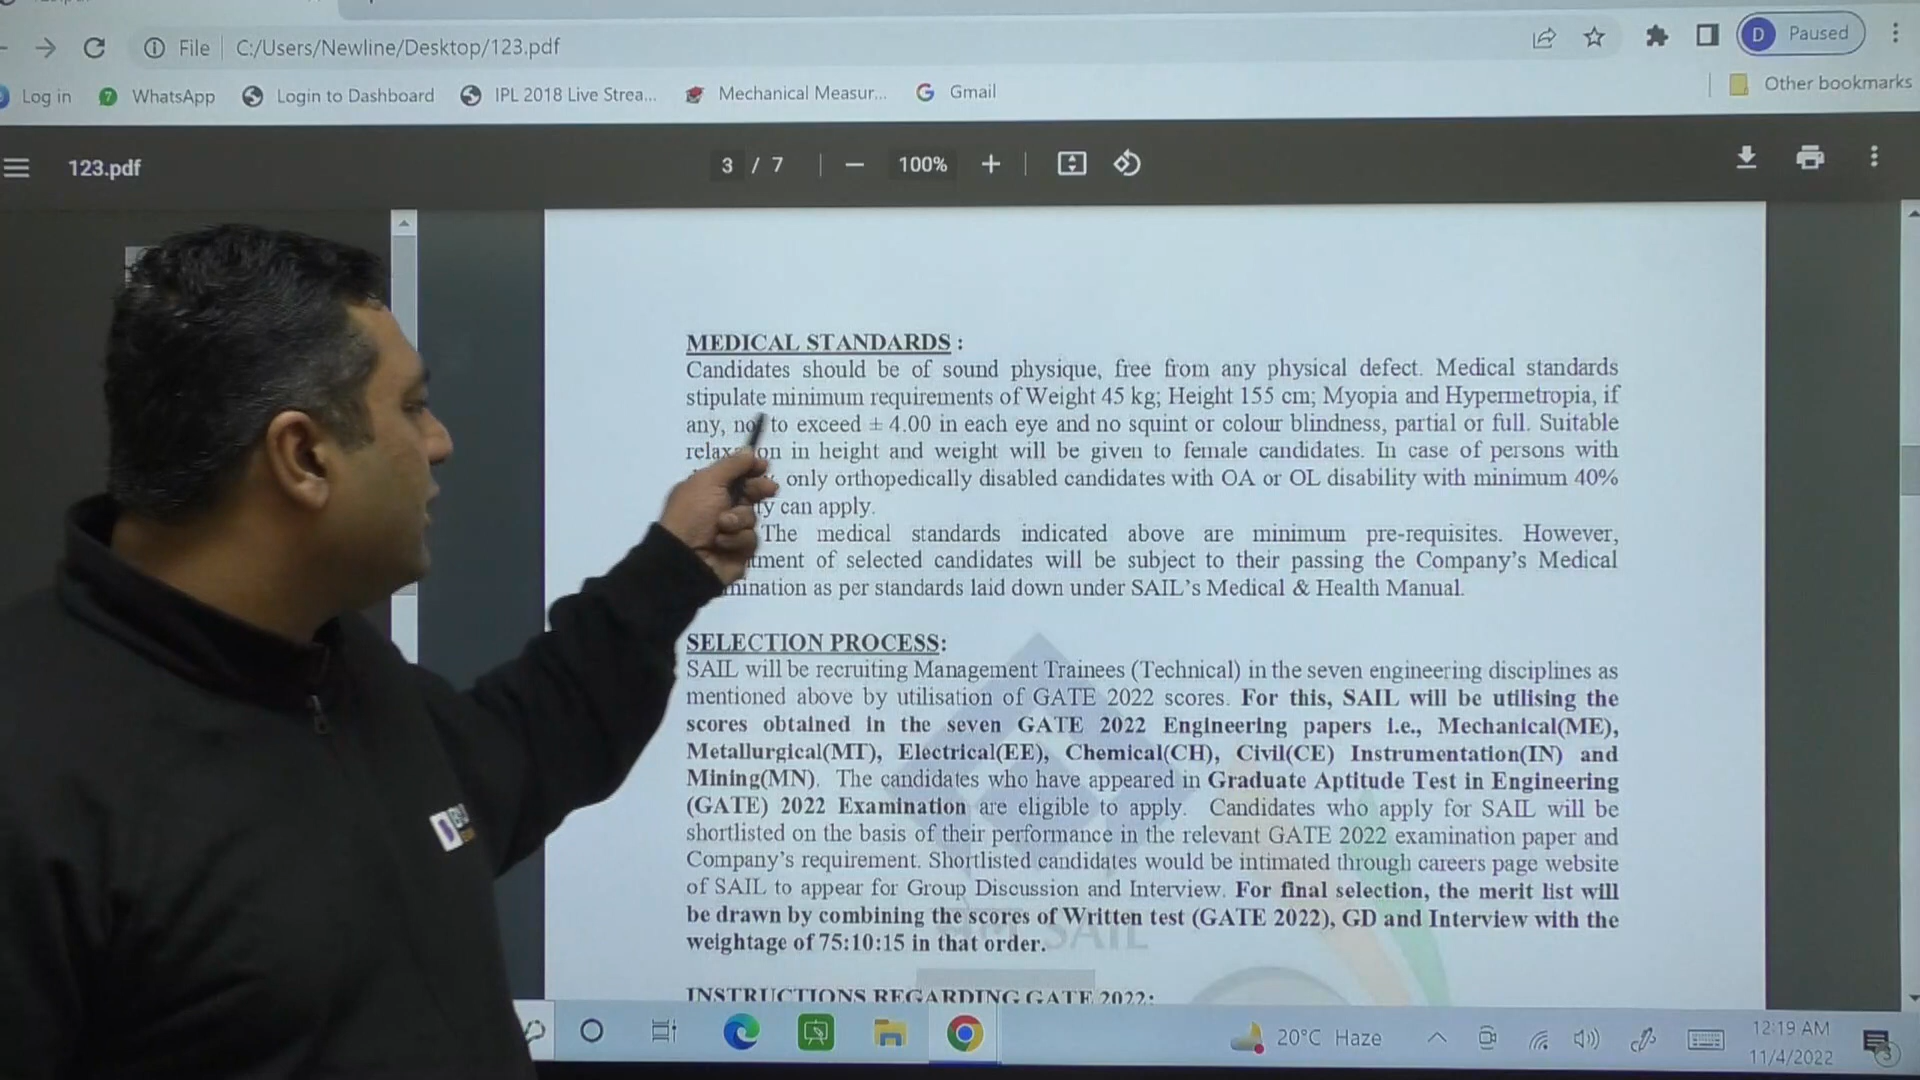 File C:/Users/Newline/Desktop/123.pdf
D Paused
Log in
7 WhatsApp
Login to Dashboard
IPL 2018 Live Strea...
Mechanical Measur...
G Gmail
Other bookmarks
123.pdf
3 / 7
100%
MEDICAL STANDARDS :
Candidates should be of sound physique, free from any physical defect. Medical standards
stipulate minimum requirements of Weight 45 kg; Height 155 cm; Myopia and Hypermetropia, if
any, not to exceed ± 4.00 in each eye and no squint or colour blindness, partial or full. Suitable
in height and weight will be given to female candidates. In case of persons with
only orthopedically disabled candidates with OA or OL disability with minimum 40%
can apply.
The medical standards indicated above are minimum pre-requisites. However,
of selected candidates will be subject to their passing the Company's Medical
as per standards laid down under SAIL's Medical & Health Manual.
SELECTION PROCESS:
SAIL will be recruiting Management Trainees (Technical) in the seven engineering disciplines as
mentioned above by utilisation of GATE 2022 scores. For this, SAIL will be utilising the
scores obtained in the seven GATE 2022 Engineering papers i.e., Mechanical(ME),
Metallurgical(MT), Electrical(EE), Chemical(CH), Civil(CE) Instrumentation(IN) and
Mining(MN). The candidates who have appeared in Graduate Aptitude Test in Engineering
(GATE) 2022 Examination are eligible to apply. Candidates who apply for SAIL will be
shortlisted on the basis of their performance in the relevant GATE 2022 examination paper and
Company's requirement. Shortlisted candidates would be intimated through careers page website
of SAIL to appear for Group Discussion and Interview. For final selection, the merit list will
be drawn by combining the scores of Written test (GATE 2022), GD and Interview with the
weightage of 75:10:15 in that order.
SAIL
INSTRUCTIONS REGARDING GATE 2022:
20°C Haze
12:19 AM
11/4/2022
3